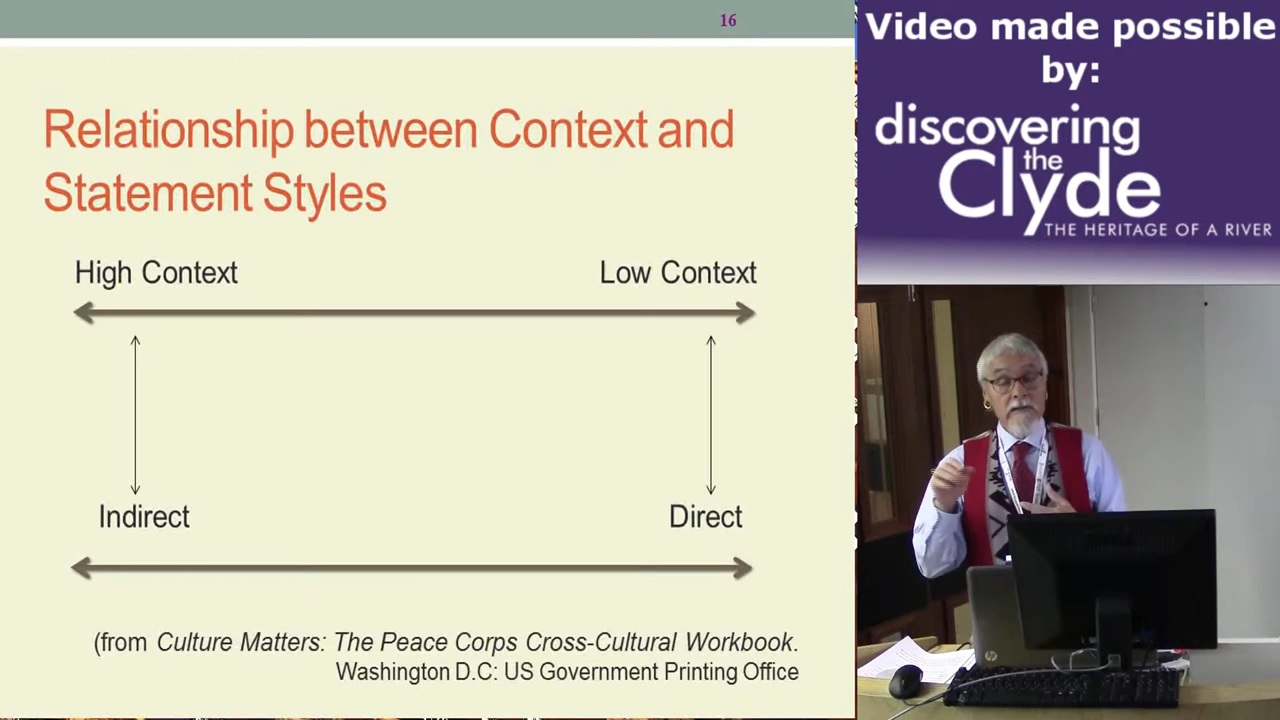 16
Relationship between Context and
Statement Styles
High Context
Low Context
Indirect
Direct
(from Culture Matters: The Peace Corps Cross-Cultural Workbook.
Washington D.C: US Government Printing Office
Video made possible
by:
discovering
the
Clyde
THE HERITAGE OF A RIVER
hp